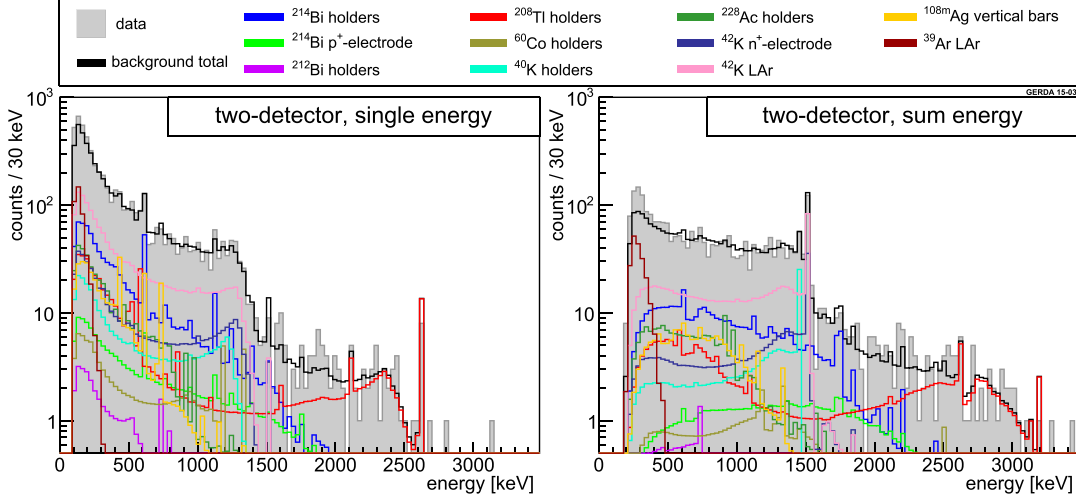 data
background total
²¹⁴Bi holders
²¹⁴Bi p⁺-electrode
²¹²Bi holders
²⁰⁸Tl holders
⁶⁰Co holders
⁴⁰K holders
²²⁸Ac holders
⁴²K n⁺-electrode
⁴²K LAr
¹⁰⁸ᵐAg vertical bars
³⁹Ar LAr
GERDA 15-03
two-detector, single energy
counts / 30 keV
10³
10²
10
1
0 500 1000 1500 2000 2500 3000
energy [keV]
two-detector, sum energy
counts / 30 keV
10³
10²
10
1
0 500 1000 1500 2000 2500 3000
energy [keV]